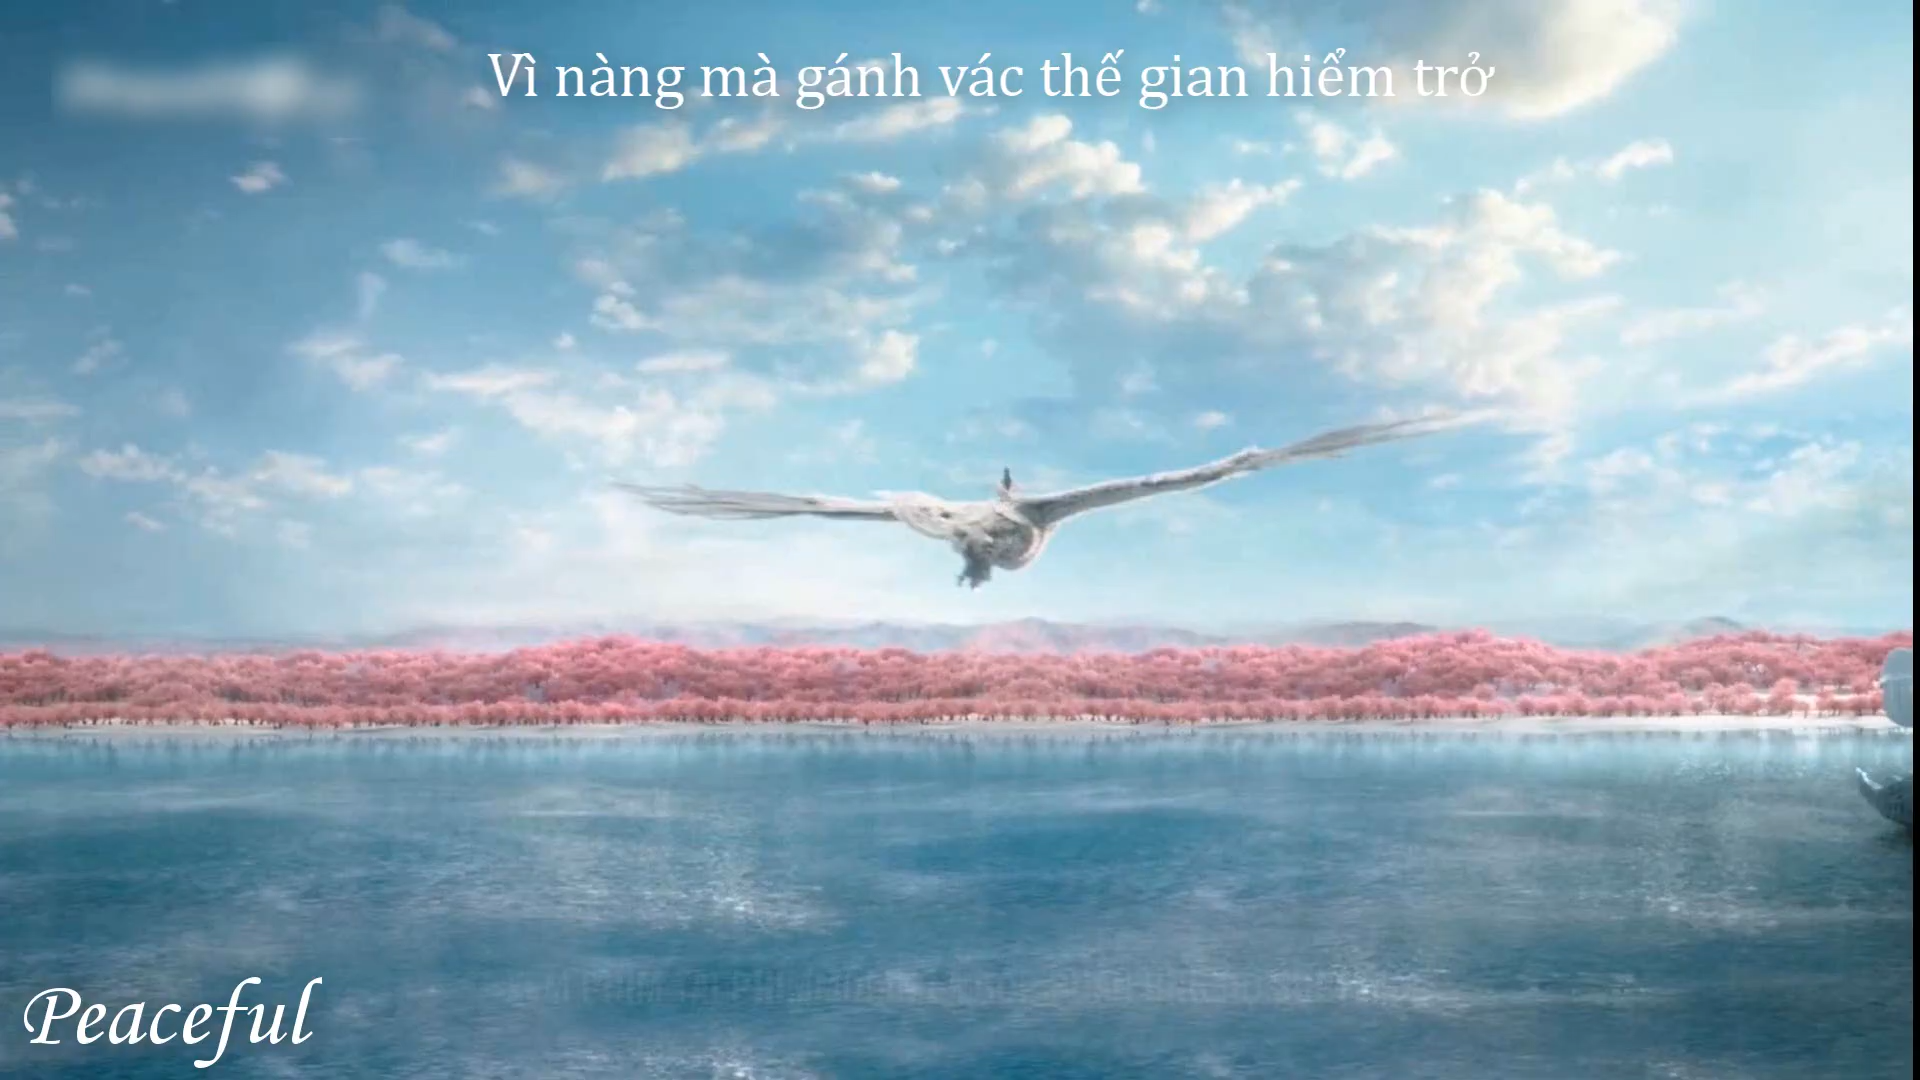 Vì nàng mà gánh vác thế gian hiểm trở
Peaceful